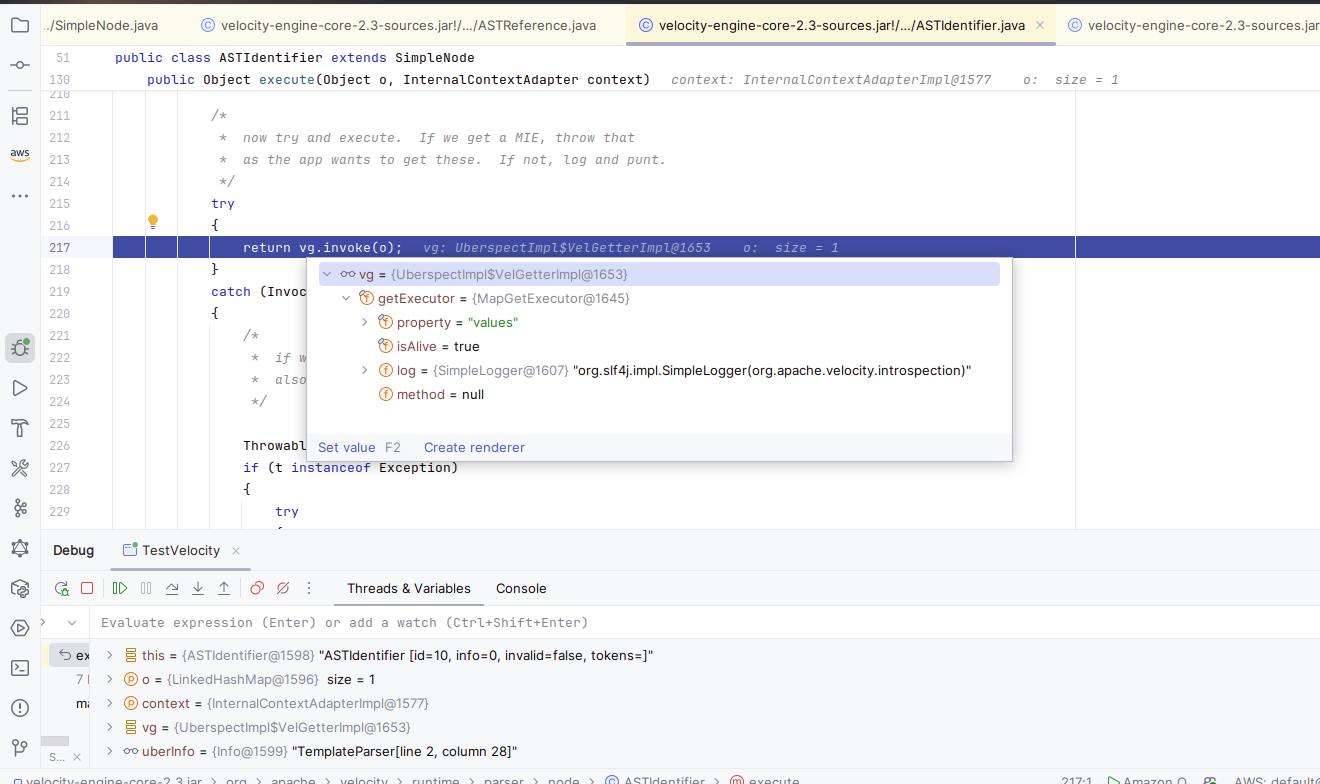 ./SimpleNode.java
velocity-engine-core-2.3-sources.jar!/.../ASTReference.java
velocity-engine-core-2.3-sources.jar!/.../ASTIdentifier.java
velocity-engine-core-2.3-sources.jar
51 public class ASTIdentifier extends SimpleNode
130 public Object execute(Object o, InternalContextAdapter context) context: InternalContextAdapterImpl@1577 o: size = 1
210
211 /*
212 * now try and execute. If we get a MIE, throw that
213 * as the app wants to get these. If not, log and punt.
214 */
215 try
216 {
217 return vg.invoke(o); vg: UberspectImpl$VelGetterImpl@1653 o: size = 1
218 }
219 catch (Invoc
220 {
221 /*
222 * if w
223 * also
224 */
225
226 Throwabl
227 if (t instanceof Exception)
228 {
229 try
aws
vg = {UberspectImpl$VelGetterImpl@1653}
getExecutor = {MapGetExecutor@1645}
property = "values"
isAlive = true
log = {SimpleLogger@1607} "org.slf4j.impl.SimpleLogger(org.apache.velocity.introspection)"
method = null
Set value F2 Create renderer
Debug TestVelocity
Threads & Variables Console
Evaluate expression (Enter) or add a watch (Ctrl+Shift+Enter)
ex
this = {ASTIdentifier@1598} "ASTIdentifier [id=10, info=0, invalid=false, tokens=]"
o = {LinkedHashMap@1596} size = 1
context = {InternalContextAdapterImpl@1577}
ma
vg = {UberspectImpl$VelGetterImpl@1653}
uberInfo = {Info@1599} "TemplateParser[line 2, column 28]"
S...
velocity-engine-core-2.3.jar > org > apache > velocity > runtime > parser > node > ASTIdentifier > execute
217:1 Amazon Q AWS: default@